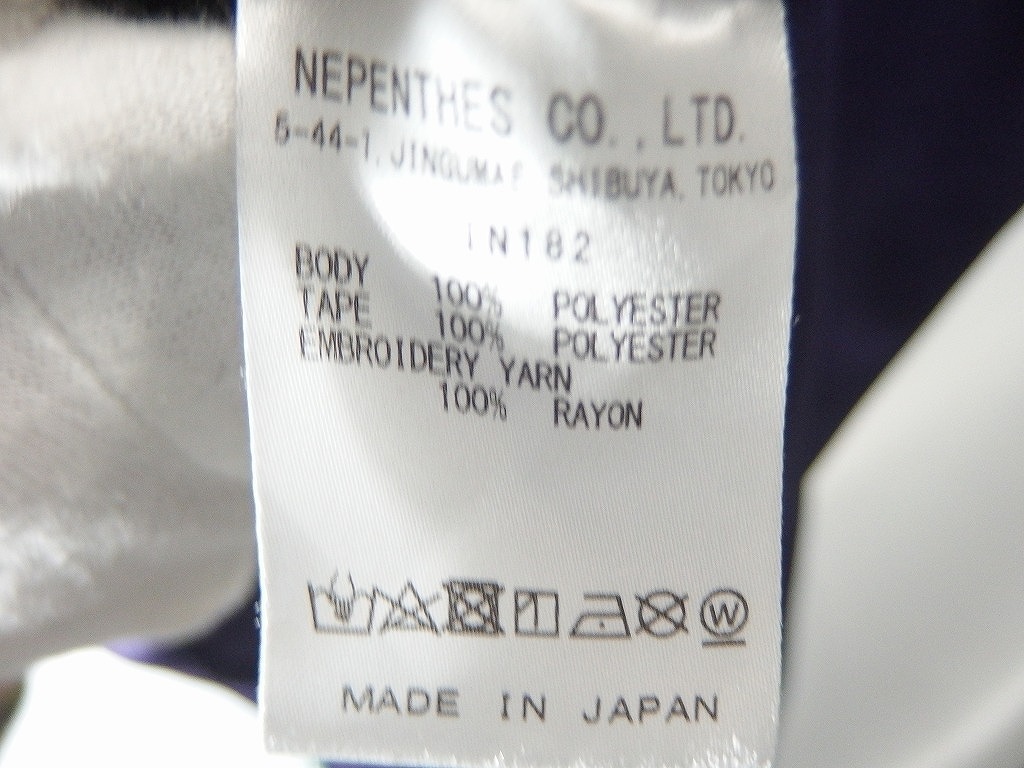 NEPENTHES CO.,LTD.
5-44-1, JINGUMAE SHIBUYA, TOKYO
IN182
BODY
100% POLYESTER
TAPE
100% POLYESTER
EMBROIDERY YARN
100% RAYON
W
MADE IN JAPAN